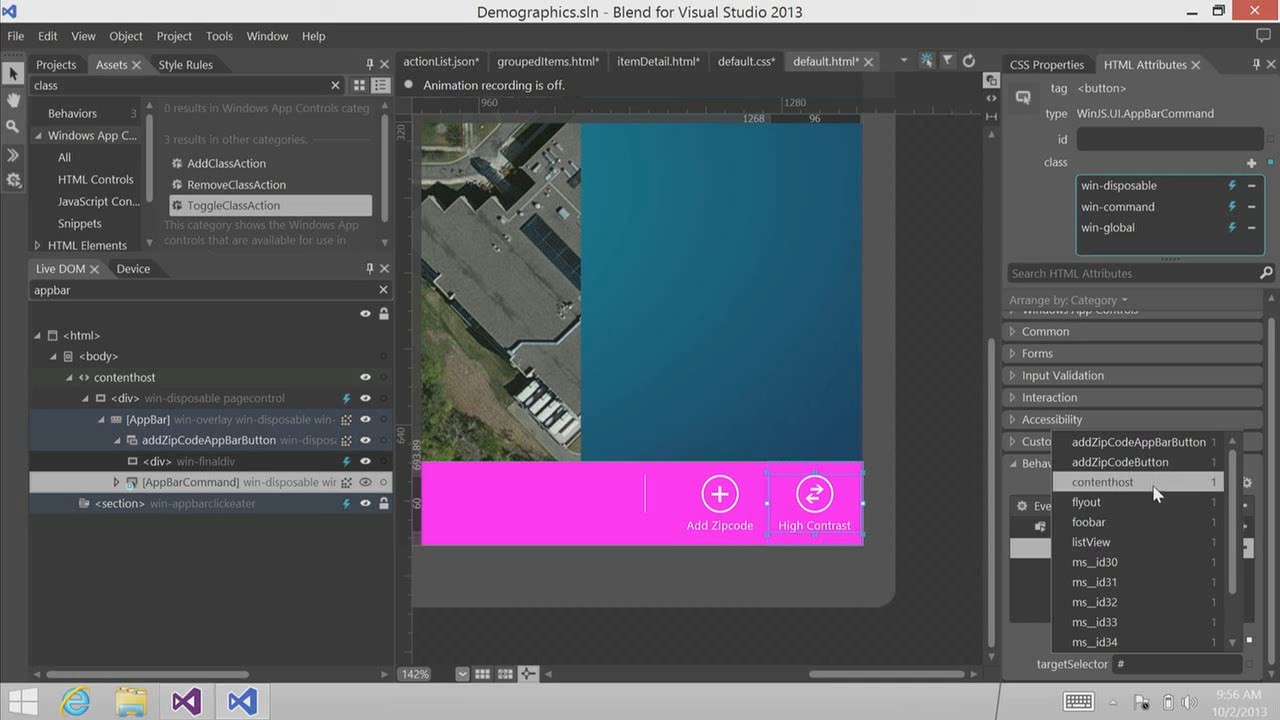 Demographics.sln - Blend for Visual Studio 2013
File Edit View Object Project Tools Window Help
Projects Assets Style Rules
class
Behaviors 3
Windows App C...
All
HTML Controls
JavaScript Con...
Snippets
HTML Elements
0 results in Windows App Controls categ
3 results in other categories.
AddClassAction
RemoveClassAction
ToggleClassAction
This category shows the Windows App
controls that are available for use in
Live DOM Device
appbar
<html>
<body>
contenthost
<div> win-disposable pagecontrol
[AppBar] win-overlay win-disposable win-
addZipCodeAppBarButton win-dispos
<div> win-finaldiv
[AppBarCommand] win-disposable wir
<section> win-appbarclickeater
actionList.json* groupedItems.html* itemDetail.html* default.css* default.html*
Animation recording is off.
960 1280
1268 96
320
640
693.89
60
Add Zipcode High Contrast
142%
CSS Properties HTML Attributes
tag <button>
type WinJS.UI.AppBarCommand
id
class
win-disposable
win-command
win-global
Search HTML Attributes
Arrange by: Category
Windows App Controls
Common
Forms
Input Validation
Interaction
Accessibility
Custo
Behav
Eve
addZipCodeAppBarButton 1
addZipCodeButton 1
contenthost 1
flyout 1
foobar 1
listView 1
ms__id30 1
ms__id31 1
ms__id32 1
ms__id33 1
ms__id34 1
targetSelector #
9:56 AM
10/2/2013